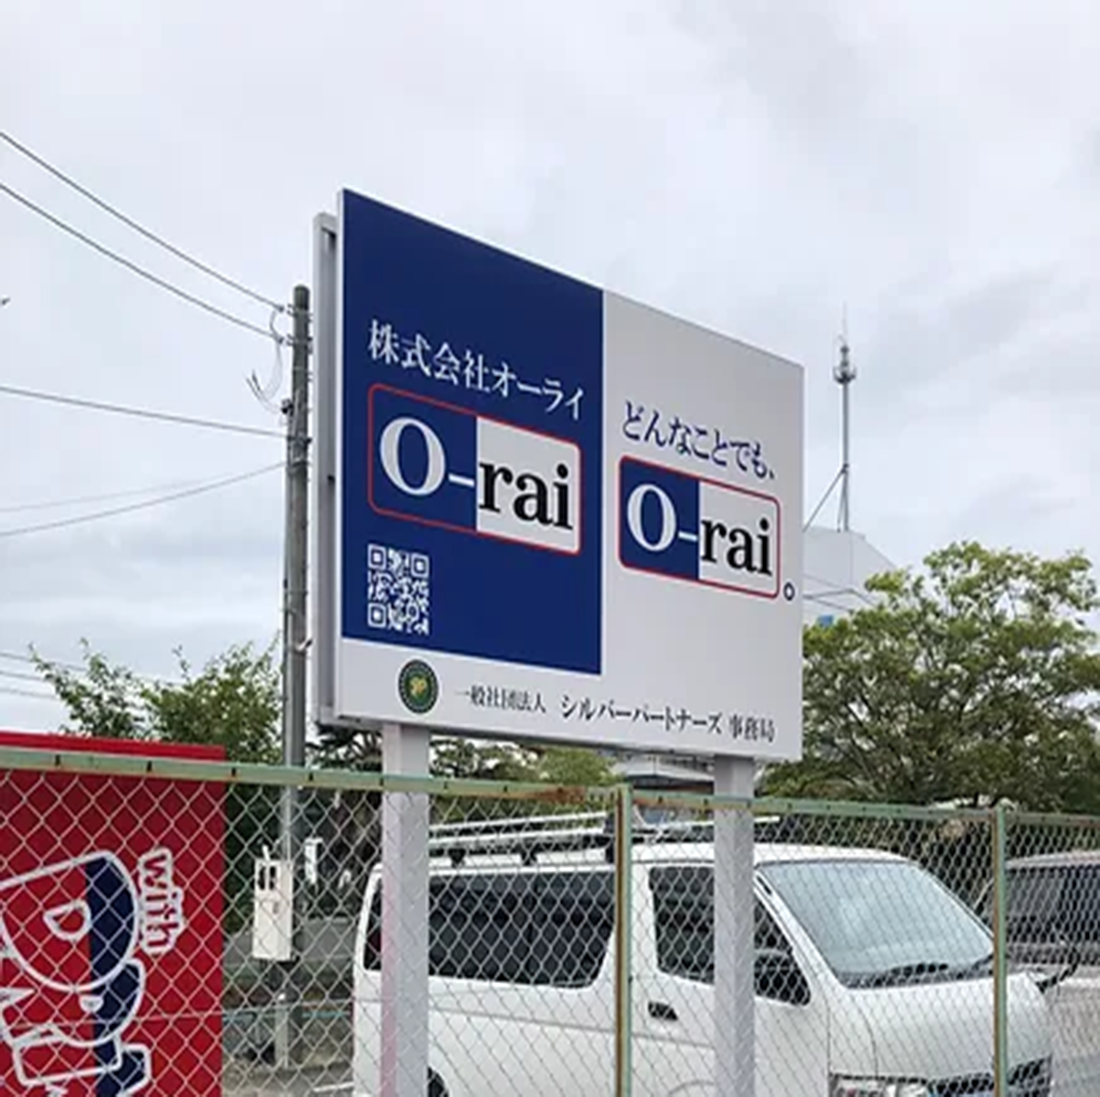 株式会社オーライ
O-rai
どんなことでも、
O-rai。
一般社団法人 シルバーパートナーズ 事務局
with